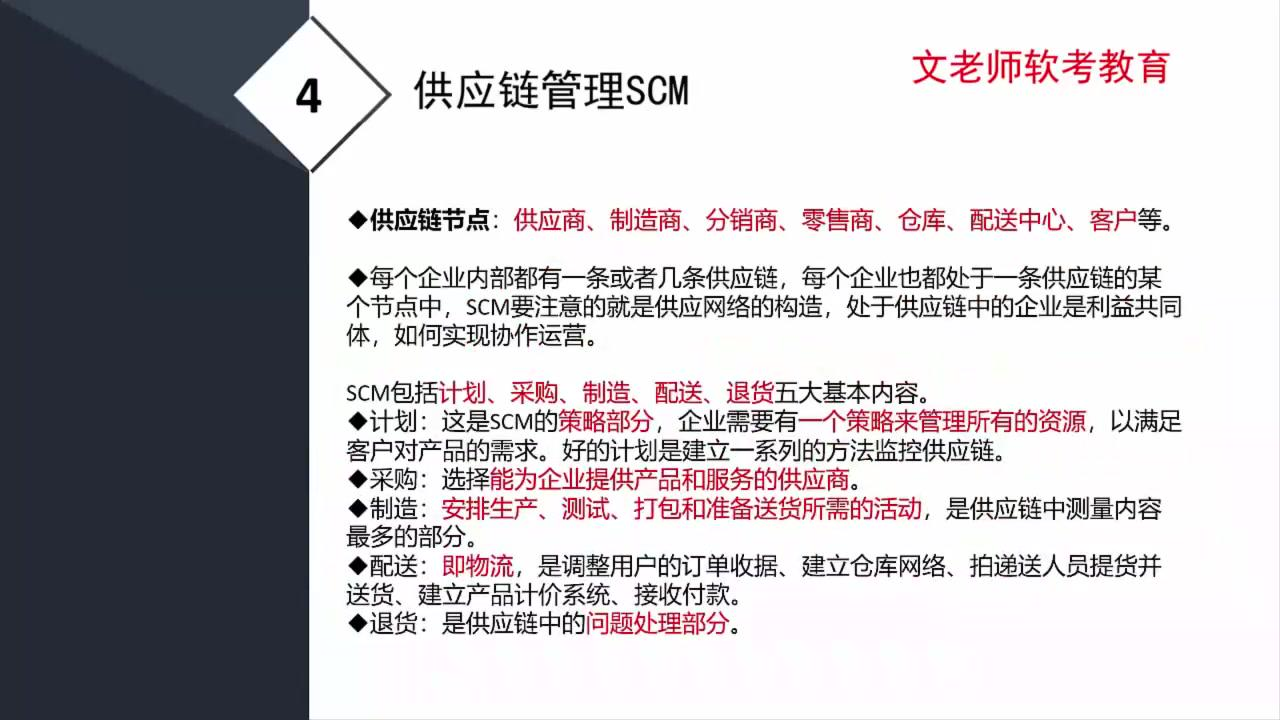 4
供应链管理SCM
文老师软考教育
◆供应链节点：供应商、制造商、分销商、零售商、仓库、配送中心、客户等。
◆每个企业内部都有一条或者几条供应链，每个企业也都处于一条供应链的某
个节点中，SCM要注意的就是供应网络的构造，处于供应链中的企业是利益共同
体，如何实现协作运营。
SCM包括计划、采购、制造、配送、退货五大基本内容。
◆计划：这是SCM的策略部分，企业需要有一个策略来管理所有的资源，以满足
客户对产品的需求。好的计划是建立一系列的方法监控供应链。
◆采购：选择能为企业提供产品和服务的供应商。
◆制造：安排生产、测试、打包和准备送货所需的活动，是供应链中测量内容
最多的部分。
◆配送：即物流，是调整用户的订单收据、建立仓库网络、拍递送人员提货并
送货、建立产品计价系统、接收付款。
◆退货：是供应链中的问题处理部分。